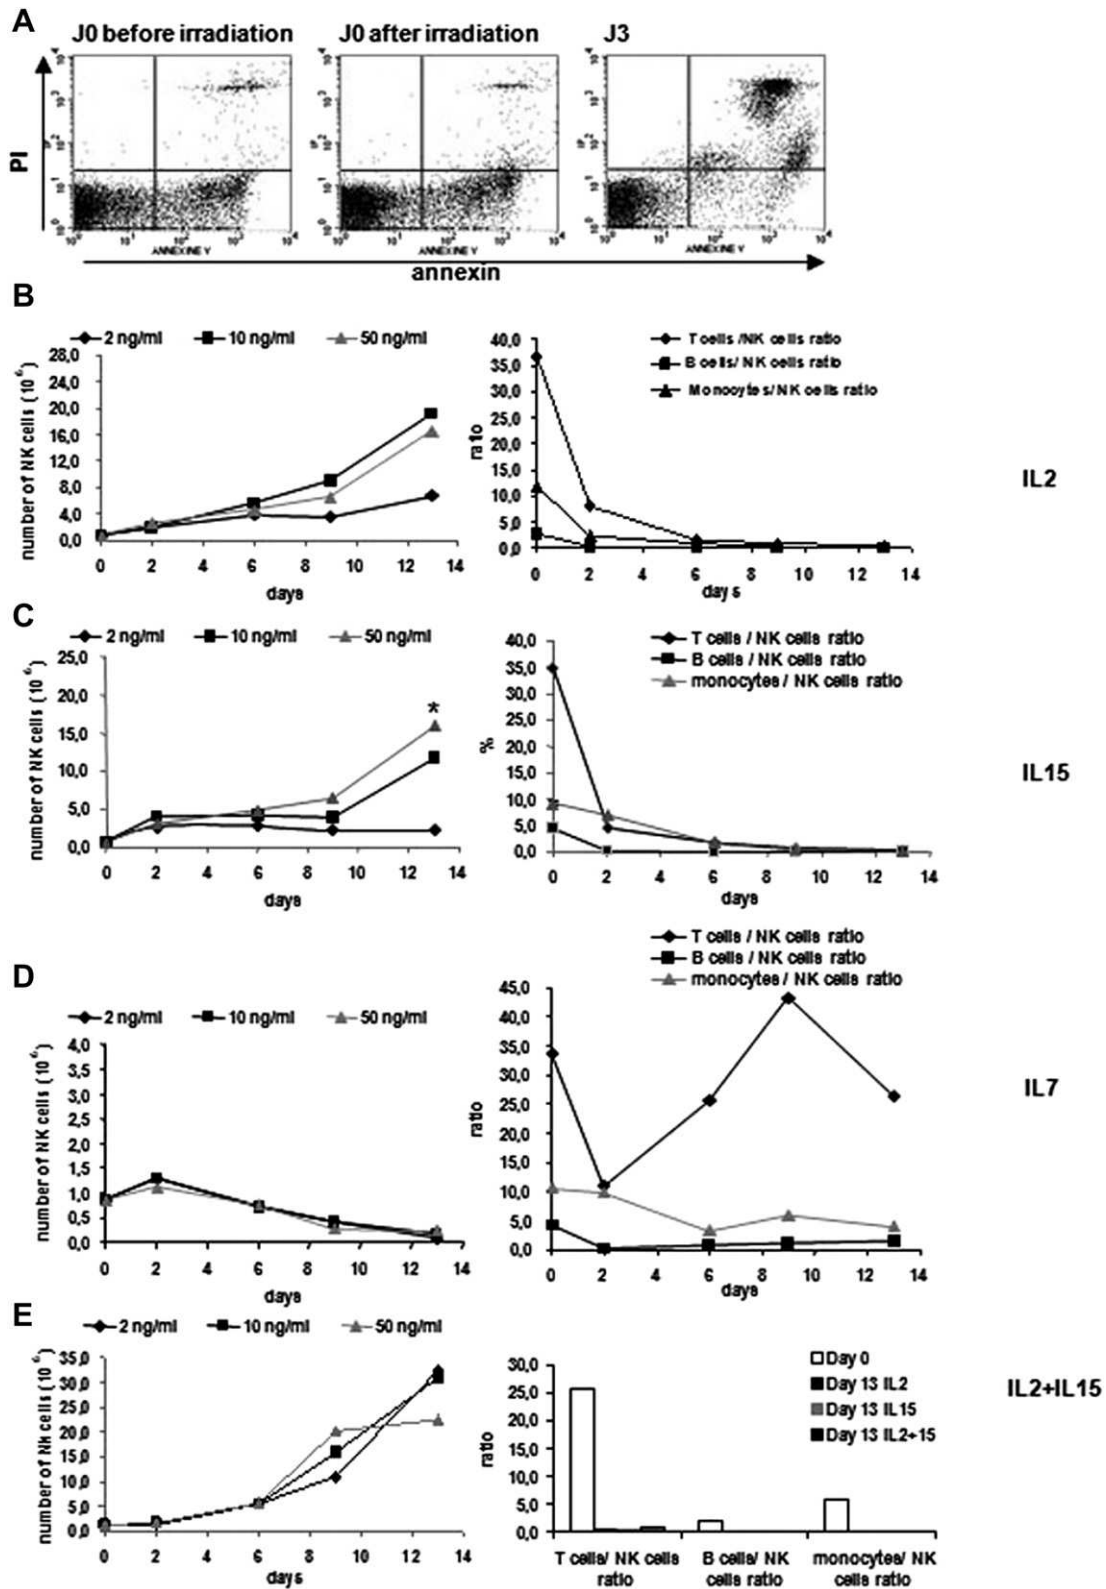 A
J0 before irradiation
J0 after irradiation
J3
PI
ANNEXINE V
ANNEXINE V
ANNEXINE V
annexin
B
2 ng/ml 10 ng/ml 50 ng/ml
number of NK cells (10⁶)
28,0
24,0
20,0
16,0
12,0
8,0
4,0
0,0
0 2 4 6 8 10 12 14
days
T cells /NK cells ratio
B cells/ NK cells ratio
Monocytes/NK cells ratio
ratio
40,0
35,0
30,0
25,0
20,0
15,0
10,0
5,0
0,0
0 2 4 6 8 10 12 14
days
IL2
C
2 ng/ml 10 ng/ml 50 ng/ml
number of NK cells (10⁶)
25,0
20,0
15,0
10,0
5,0
0,0
*
0 2 4 6 8 10 12 14
days
T cells / NK cells ratio
B cells / NK cells ratio
monocytes / NK cells ratio
%
40,0
35,0
30,0
25,0
20,0
15,0
10,0
5,0
0,0
0 2 4 6 8 10 12 14
days
IL15
D
2 ng/ml 10 ng/ml 50 ng/ml
number of NK cells (10⁶)
4,0
3,5
3,0
2,5
2,0
1,5
1,0
0,5
0,0
0 2 4 6 8 10 12 14
days
T cells / NK cells ratio
B cells / NK cells ratio
monocytes / NK cells ratio
ratio
45,0
40,0
35,0
30,0
25,0
20,0
15,0
10,0
5,0
0,0
0 2 4 6 8 10 12 14
days
IL7
E
2 ng/ml 10 ng/ml 50 ng/ml
number of Nk cells (10⁶)
35,0
30,0
25,0
20,0
15,0
10,0
5,0
0,0
0 2 4 6 8 10 12 14
days
Day 0
Day 13 IL2
Day 13 IL15
Day 13 IL2+15
ratio
30,0
25,0
20,0
15,0
10,0
5,0
0,0
T cells/ NK cells
ratio
B cells/ NK
cells ratio
monocytes/ NK
cells ratio
IL2+IL15